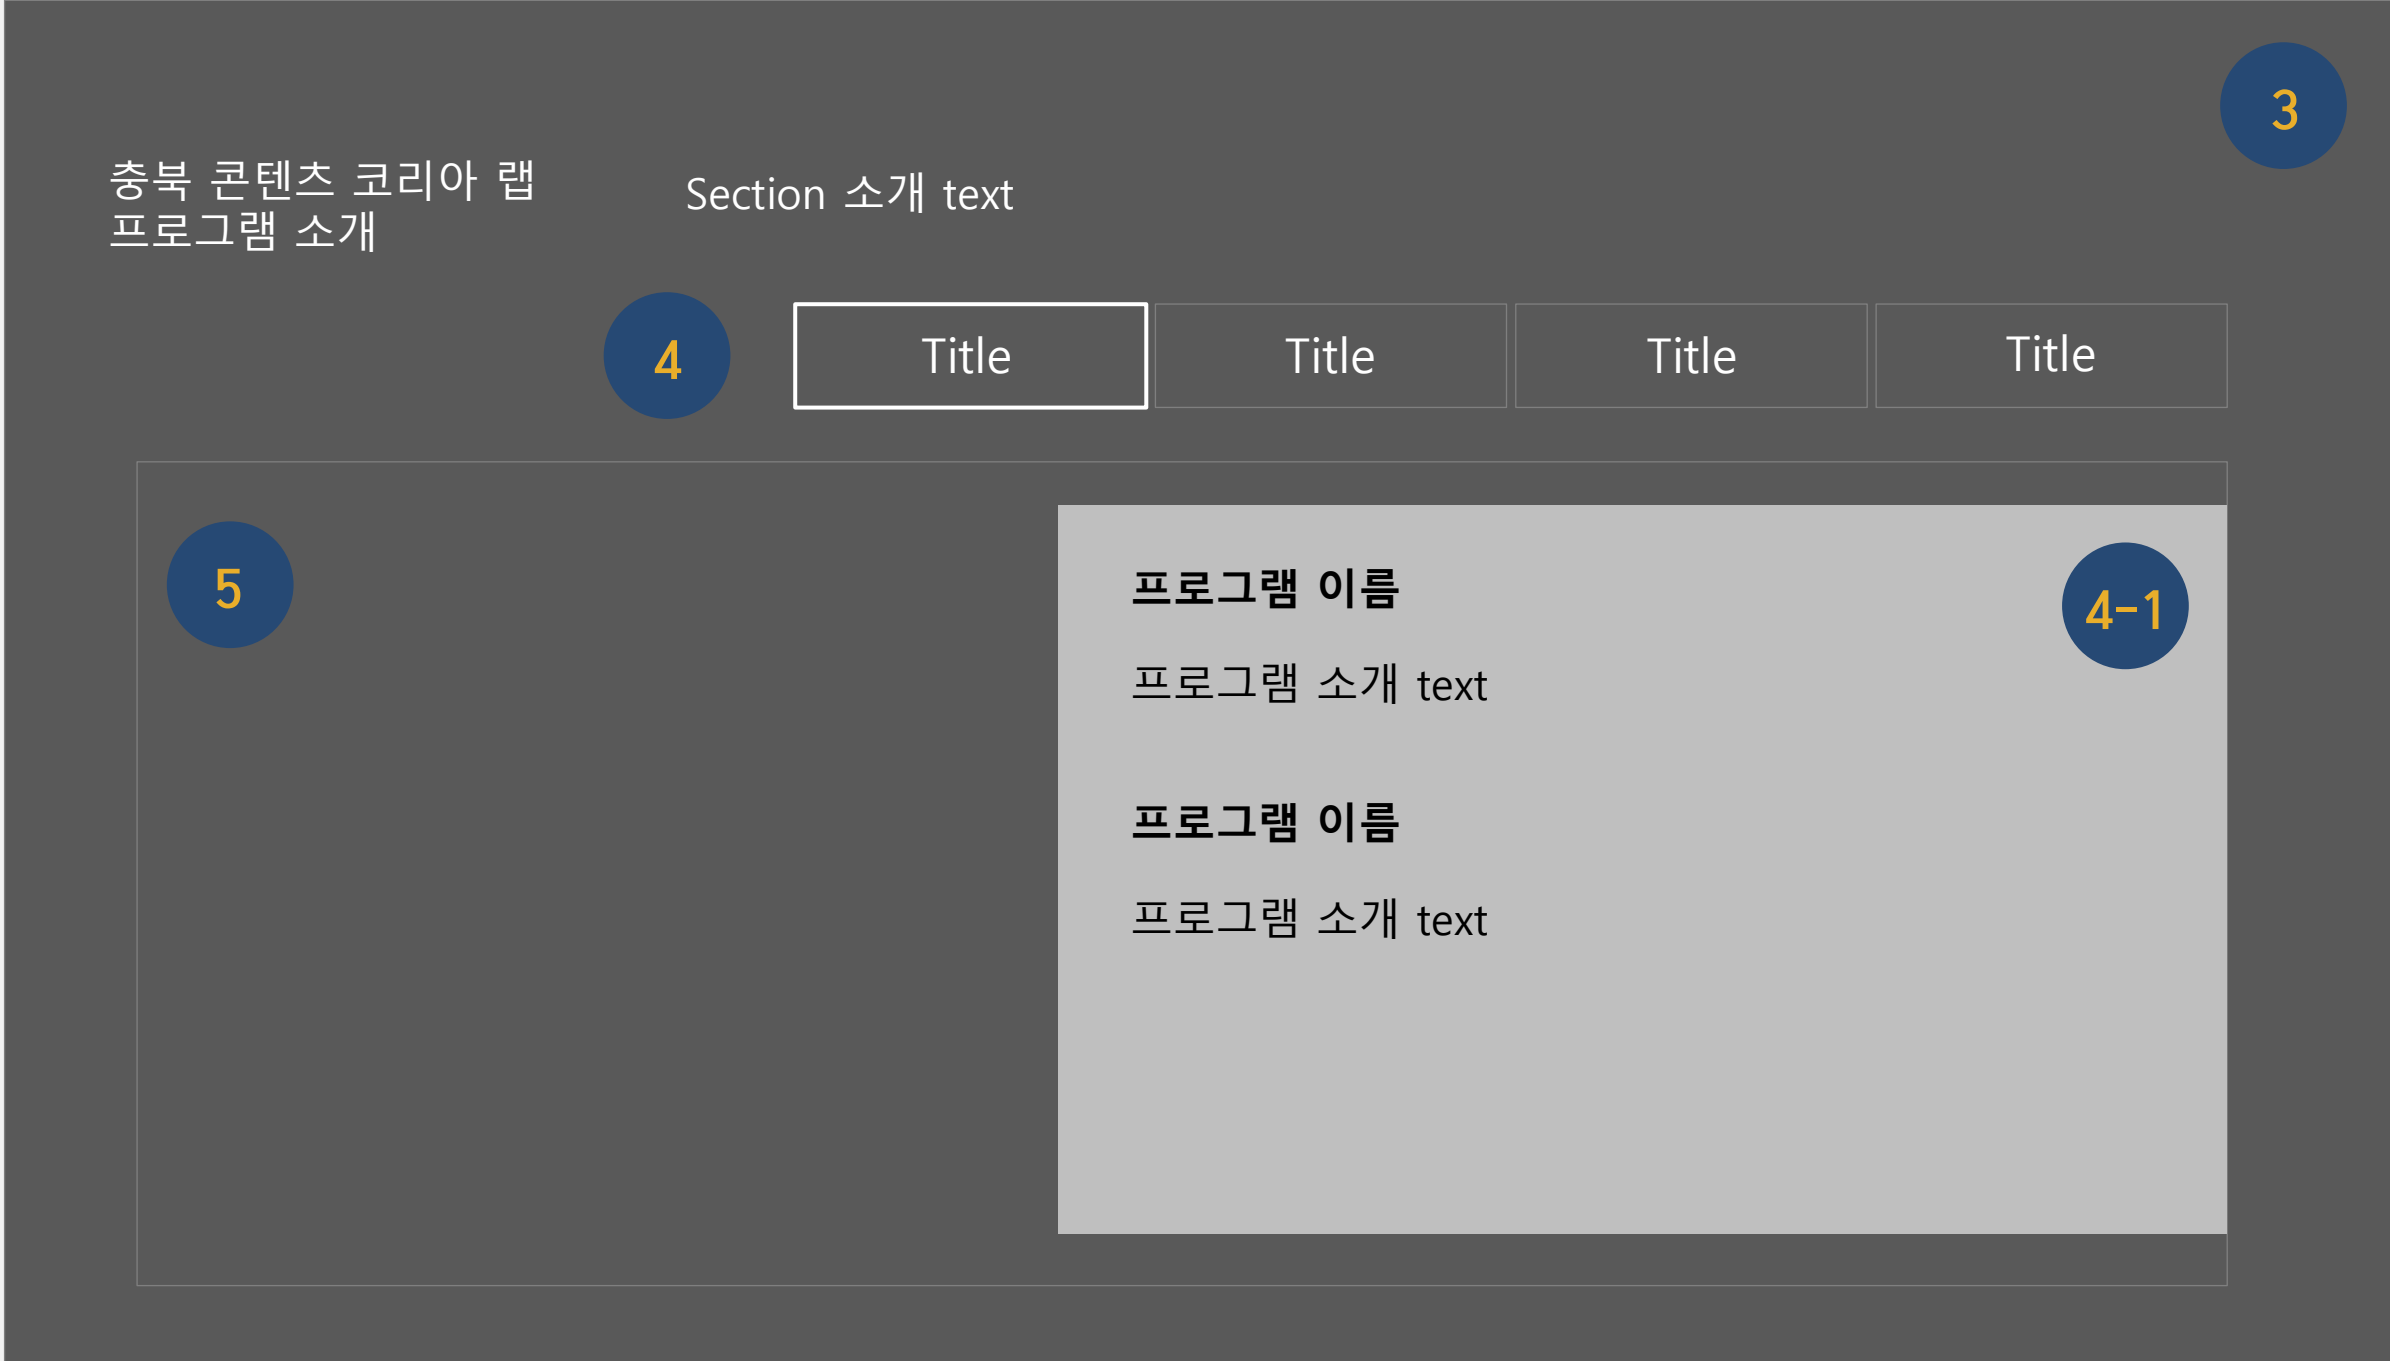 3
충북 콘텐츠 코리아 랩
프로그램 소개
Section 소개 text
4
Title
Title
Title
Title
5
프로그램 이름
4-1
프로그램 소개 text
프로그램 이름
프로그램 소개 text